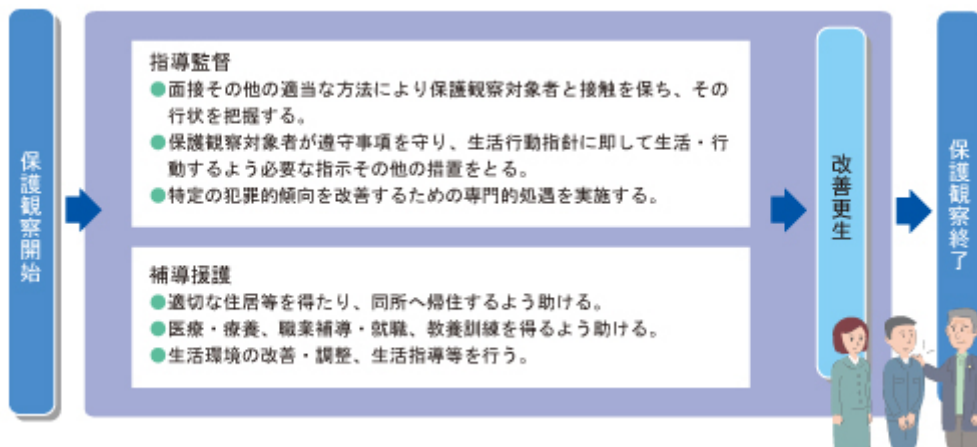 保護観察開始
指導監督
●面接その他の適当な方法により保護観察対象者と接触を保ち、その
行状を把握する。
●保護観察対象者が遵守事項を守り、生活行動指針に即して生活・行
動するよう必要な指示その他の措置をとる。
●特定の犯罪的傾向を改善するための専門的処遇を実施する。
補導援護
●適切な住居等を得たり、同所へ帰住するよう助ける。
●医療・療養、職業補導・就職、教養訓練を得るよう助ける。
●生活環境の改善・調整、生活指導等を行う。
改善更生
保護観察終了